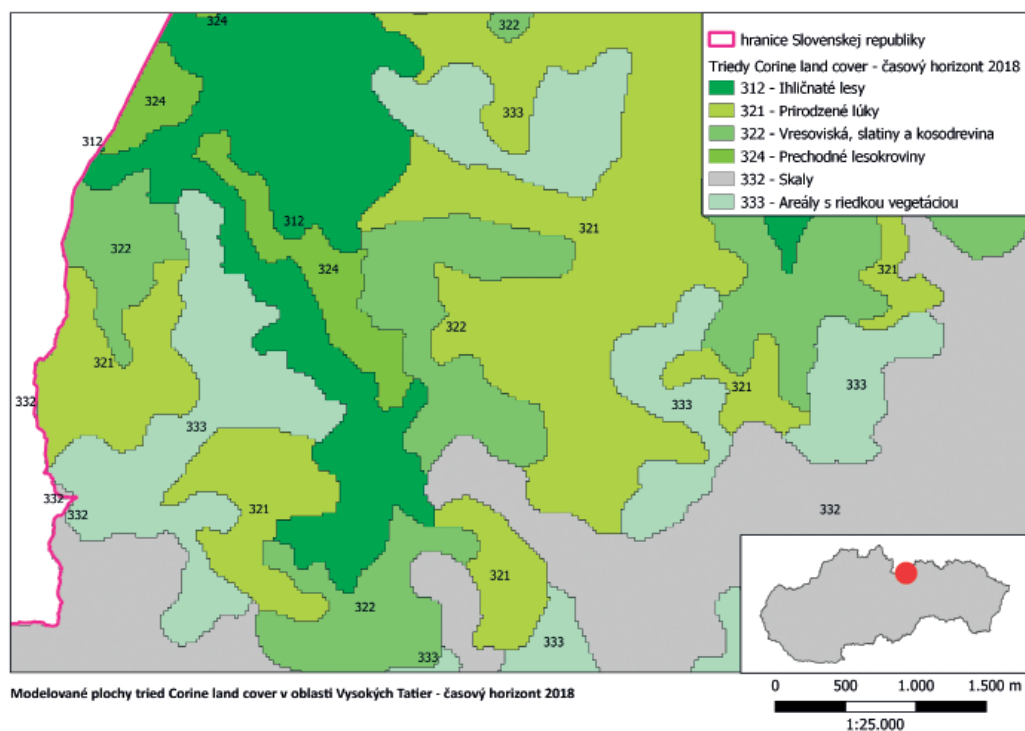 hranice Slovenskej republiky
Triedy Corine land cover - časový horizont 2018
312 - Ihličnaté lesy
321 - Prirodzené lúky
322 - Vresoviská, slatiny a kosodrevina
324 - Prechodné lesokroviny
332 - Skaly
333 - Areály s riedkou vegetáciou
324
322
324
333
312
312
321
322
324
321
322
321
332
321
333
333
333
332
332
321
332
321
322
333
333
Modelované plochy tried Corine land cover v oblasti Vysokých Tatier - časový horizont 2018
0 500 1.000 1.500 m
1:25.000